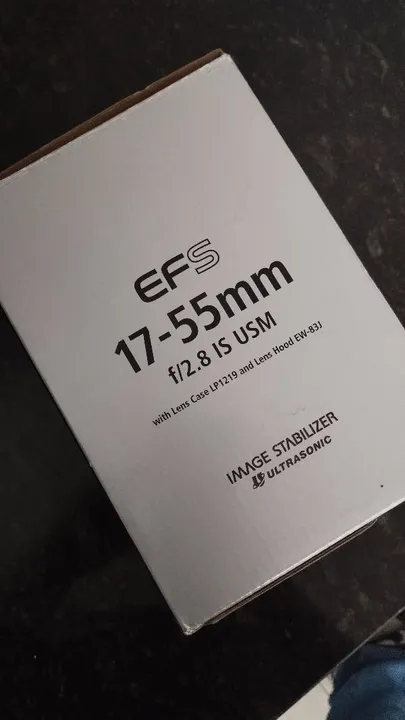 EFS
17-55mm
f/2.8 IS USM
with Lens Case LP1219 and Lens Hood EW-83J
IMAGE STABILIZER
ULTRASONIC